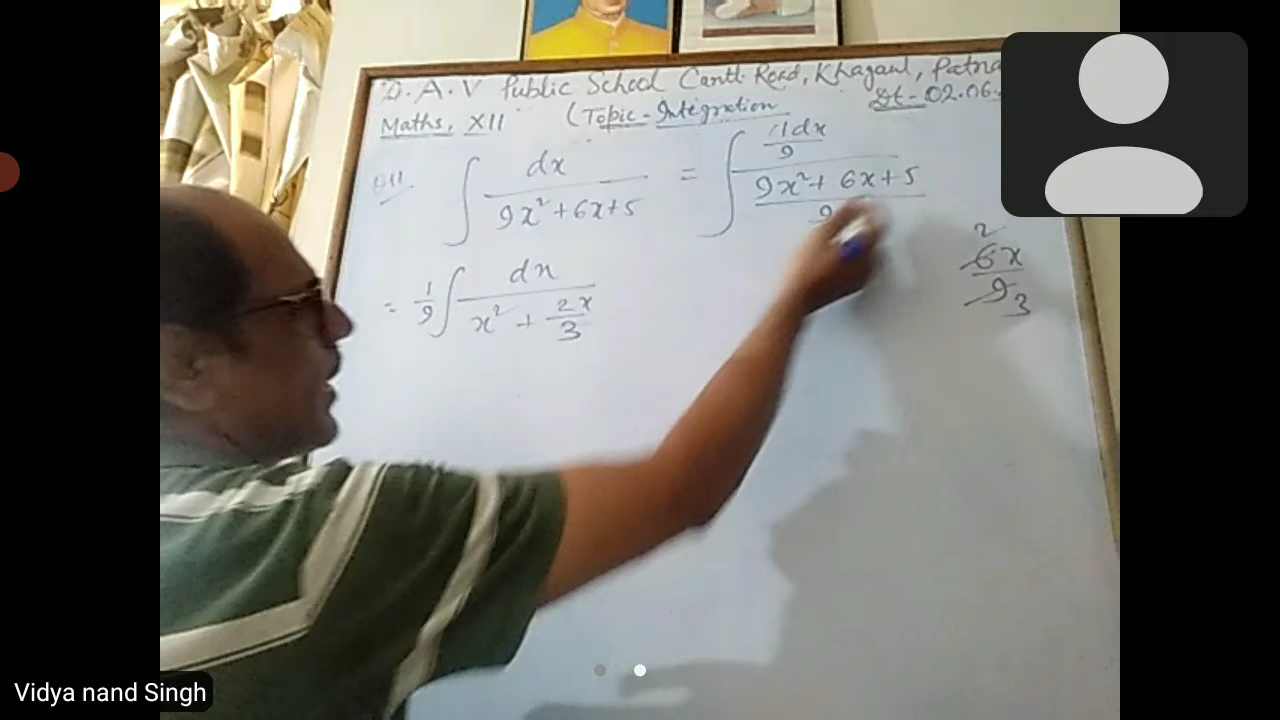 D.A.V Public School Cantt. Road, Khagaul, Patna
Dt - 02.06.
Maths, XII (Topic - Integration
Q11 ∫ dx / (9x² + 6x + 5) = ∫ (1dx / 9) / ((9x² + 6x + 5) / 9)
= 1/9 ∫ dx / (x² + 2x/3
6x / 9
2
3
Vidya nand Singh